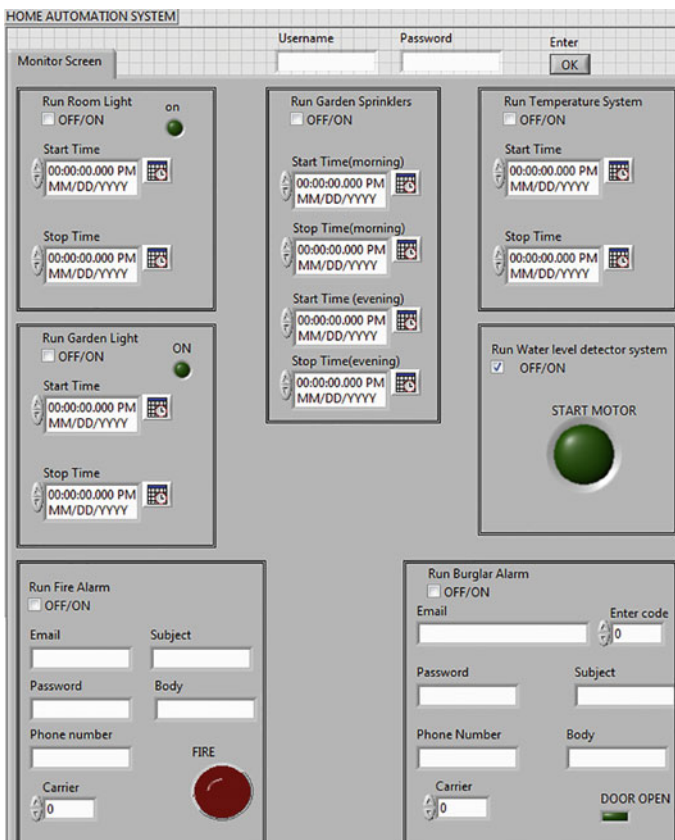 HOME AUTOMATION SYSTEM
Username Password Enter
Monitor Screen
OK
Run Room Light
on
OFF/ON
Start Time
00:00:00.000 PM
MM/DD/YYYY
Stop Time
00:00:00.000 PM
MM/DD/YYYY
Run Garden Sprinklers
OFF/ON
Start Time(morning)
00:00:00.000 PM
MM/DD/YYYY
Stop Time(morning)
00:00:00.000 PM
MM/DD/YYYY
Start Time (evening)
00:00:00.000 PM
MM/DD/YYYY
Stop Time(evening)
00:00:00.000 PM
MM/DD/YYYY
Run Temperature System
OFF/ON
Start Time
00:00:00.000 PM
MM/DD/YYYY
Stop Time
00:00:00.000 PM
MM/DD/YYYY
Run Garden Light
ON
OFF/ON
Start Time
00:00:00.000 PM
MM/DD/YYYY
Stop Time
00:00:00.000 PM
MM/DD/YYYY
Run Water level detector system
OFF/ON
START MOTOR
Run Fire Alarm
OFF/ON
Email Subject
Password Body
Phone number
FIRE
Carrier
0
Run Burglar Alarm
OFF/ON
Email Enter code
0
Password Subject
Phone Number Body
Carrier
0
DOOR OPEN